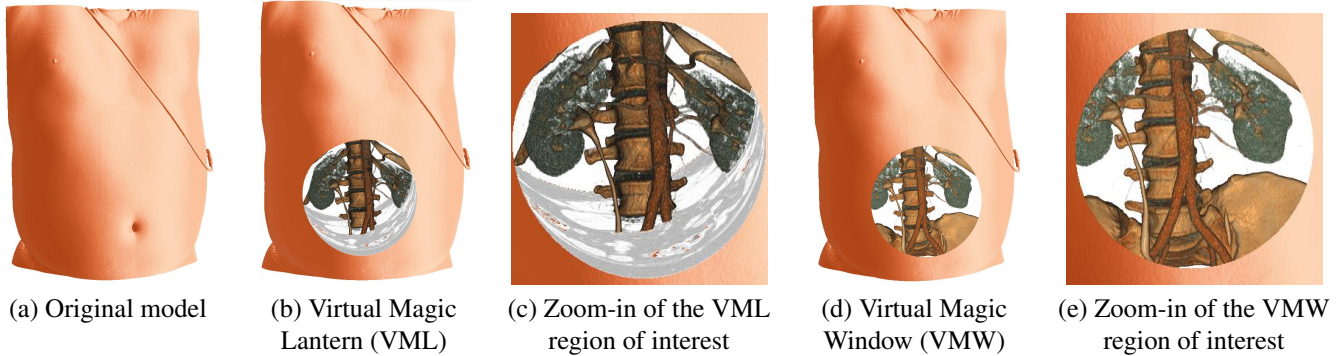 (a) Original model
(b) Virtual Magic
Lantern (VML)
(c) Zoom-in of the VML
region of interest
(d) Virtual Magic
Window (VMW)
(e) Zoom-in of the VMW
region of interest